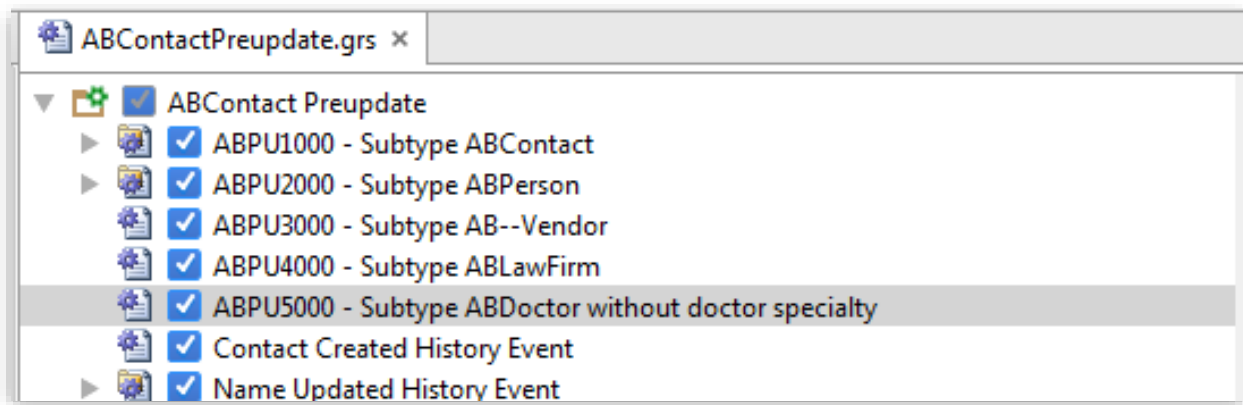 ABContactPreupdate.grs ×
ABContact Preupdate
ABPU1000 - Subtype ABContact
ABPU2000 - Subtype ABPerson
ABPU3000 - Subtype AB--Vendor
ABPU4000 - Subtype ABLawFirm
ABPU5000 - Subtype ABDoctor without doctor specialty
Contact Created History Event
Name Updated History Event